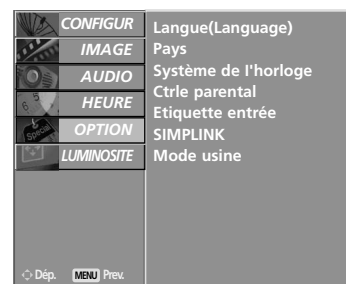 CONFIGUR
IMAGE
AUDIO
HEURE
OPTION
LUMINOSITE
Langue(Language)
Pays
Système de l'horloge
Ctrle parental
Etiquette entrée
SIMPLINK
Mode usine
Dép. MENU Prev.